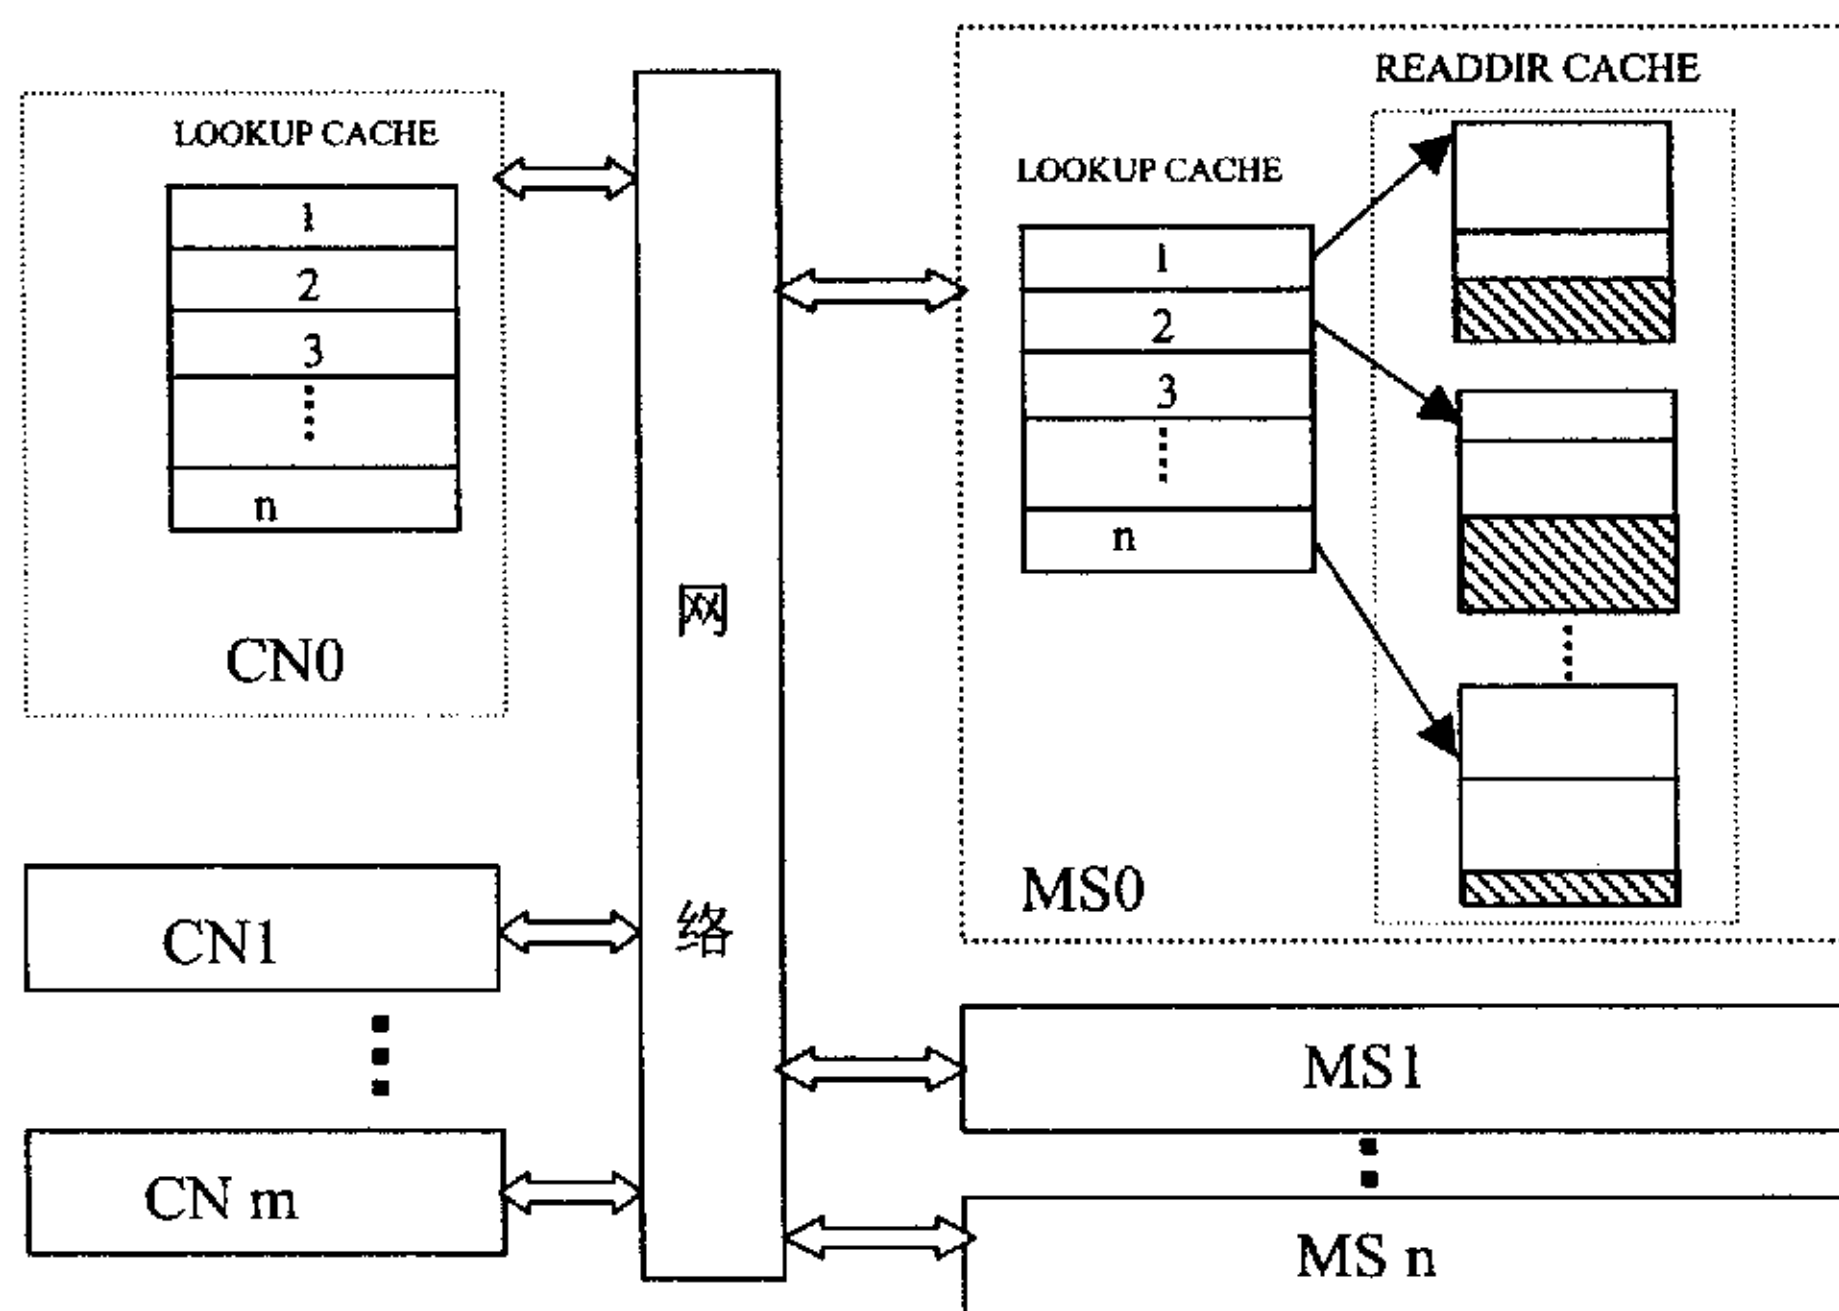 LOOKUP CACHE
1
2
3
n
CN0
CN1
CN m
网
络
READDIR CACHE
LOOKUP CACHE
1
2
3
n
MS0
MS1
MS n